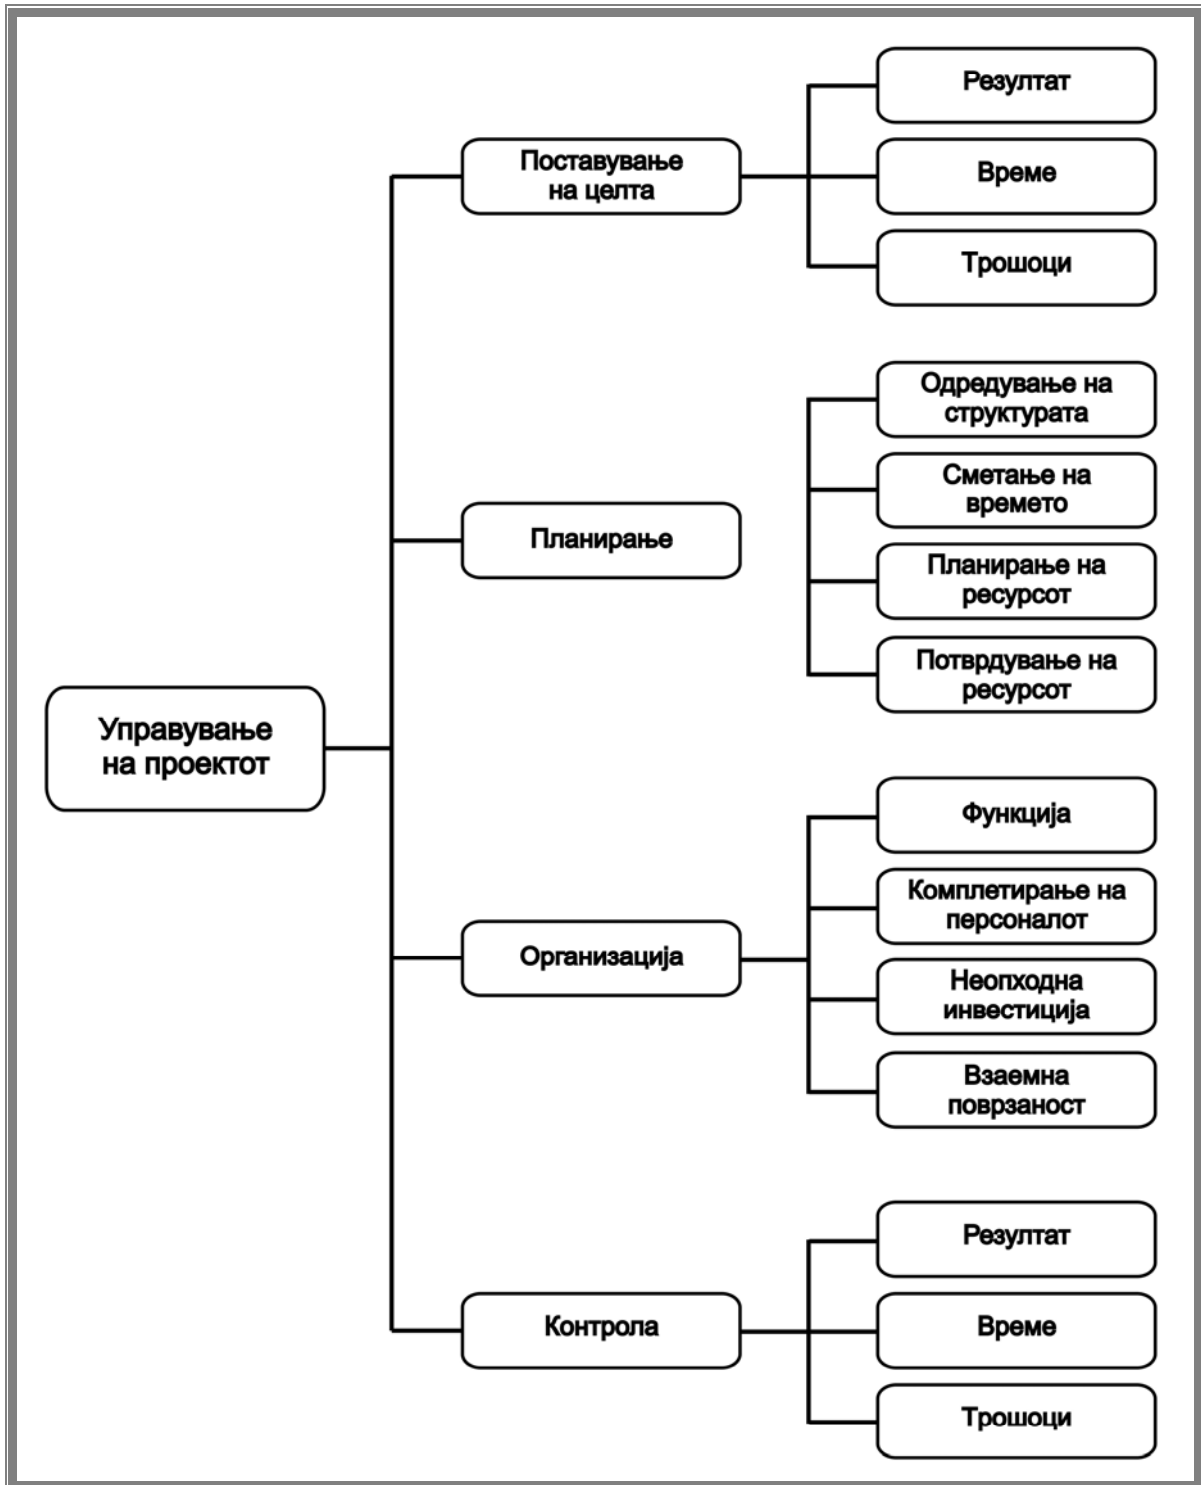 Резултат
Поставување
на целта
Време
Трошоци
Одредување на
структурата
Сметање на
времето
Планирање
Планирање на
ресурсот
Потврдување на
ресурсот
Управување
на проектот
Функција
Комплетирање на
персоналот
Организација
Неопходна
инвестиција
Взаемна
поврзаност
Резултат
Контрола
Време
Трошоци